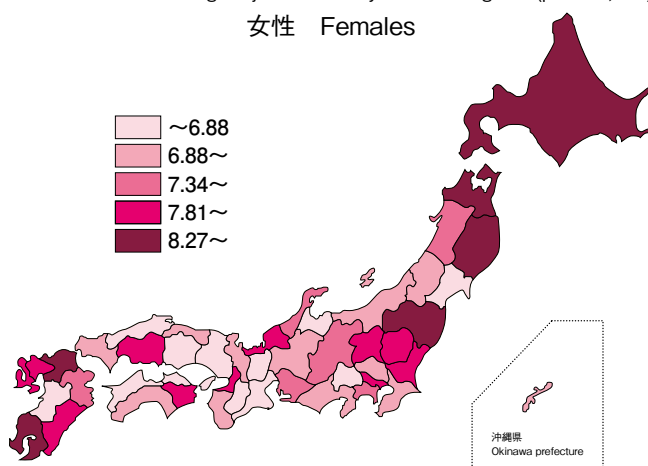 女性 Females
～6.88
6.88～
7.34～
7.81～
8.27～
沖縄県
Okinawa prefecture